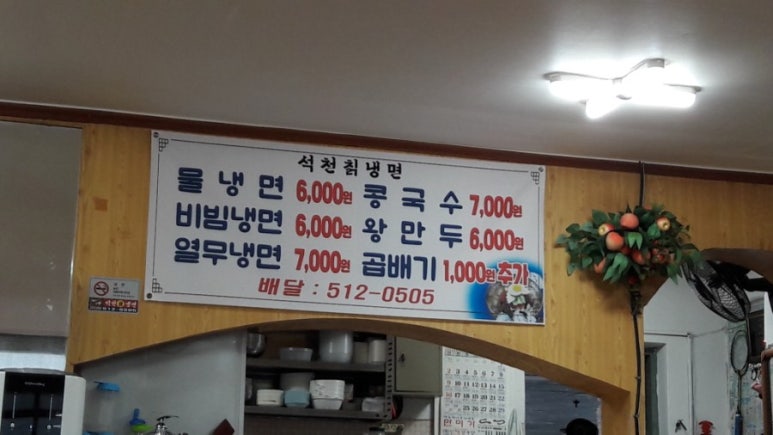 석천칡냉면
물냉면 6,000원 콩국수 7,000원
비빔냉면 6,000원 왕만두 6,000원
열무냉면 7,000원 곱배기 1,000원 추가
배달 : 512-0505